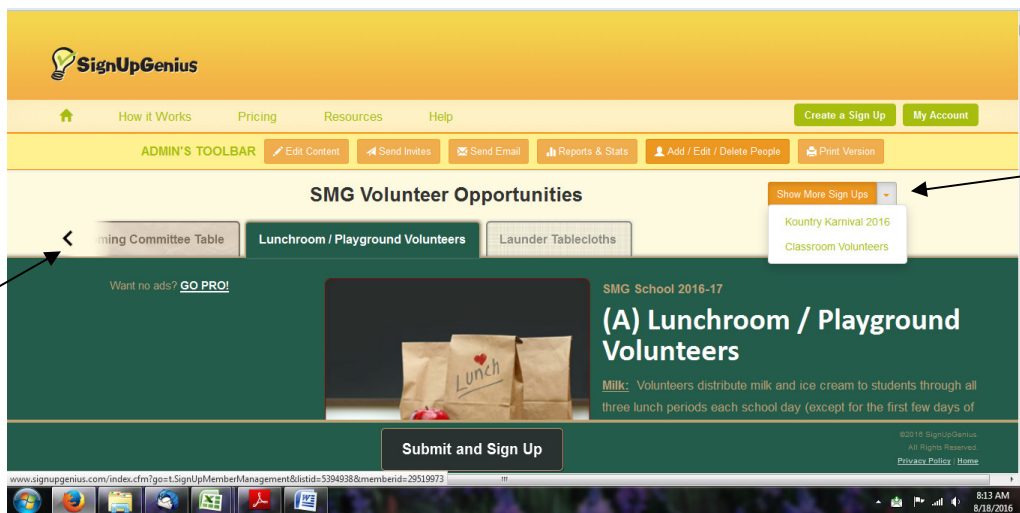 SignUpGenius
How it Works Pricing Resources Help Create a Sign Up My Account
ADMIN'S TOOLBAR Edit Content Send Invites Send Email Reports & Stats Add / Edit / Delete People Print Version
SMG Volunteer Opportunities
Show More Sign Ups
Kountry Karnival 2016
Classroom Volunteers
ming Committee Table Lunchroom / Playground Volunteers Launder Tablecloths
Want no ads? GO PRO!
Lunch
SMG School 2016-17
(A) Lunchroom / Playground
Volunteers
Milk: Volunteers distribute milk and ice cream to students through all
three lunch periods each school day (except for the first few days of
Submit and Sign Up
©2016 SignUpGenius.
All Rights Reserved.
Privacy Policy | Home
www.signupgenius.com/index.cfm?go=t.SignUpMemberManagement&listid=5394938&memberid=29519973
8:13 AM
8/18/2016